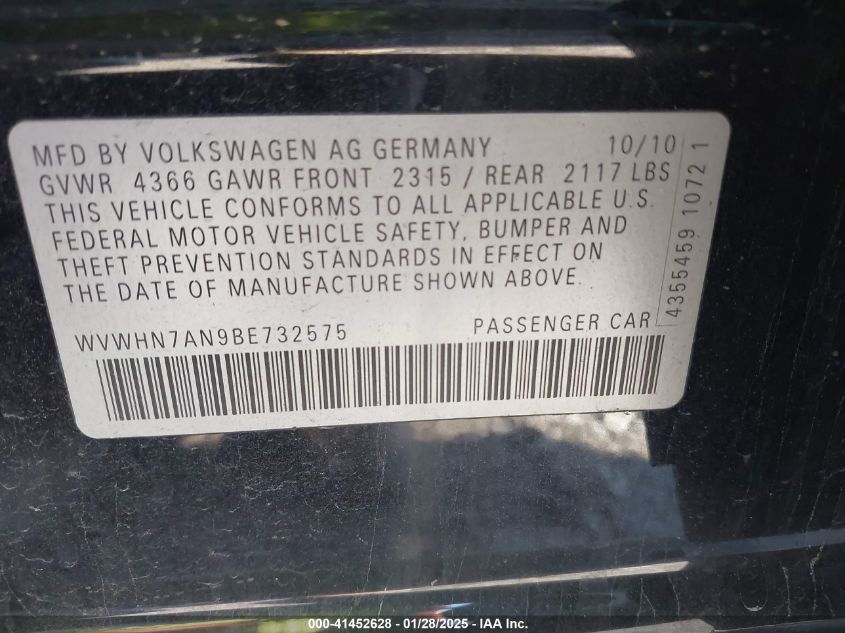 MFD BY VOLKSWAGEN AG GERMANY 10/10
GVWR 4366 GAWR FRONT 2315 / REAR 2117 LBS
THIS VEHICLE CONFORMS TO ALL APPLICABLE U.S.
FEDERAL MOTOR VEHICLE SAFETY, BUMPER AND
THEFT PREVENTION STANDARDS IN EFFECT ON
THE DATE OF MANUFACTURE SHOWN ABOVE.
WVWHN7AN9BE732575 PASSENGER CAR
4355459 1072 1
000-41452628 - 01/28/2025 - IAA Inc.